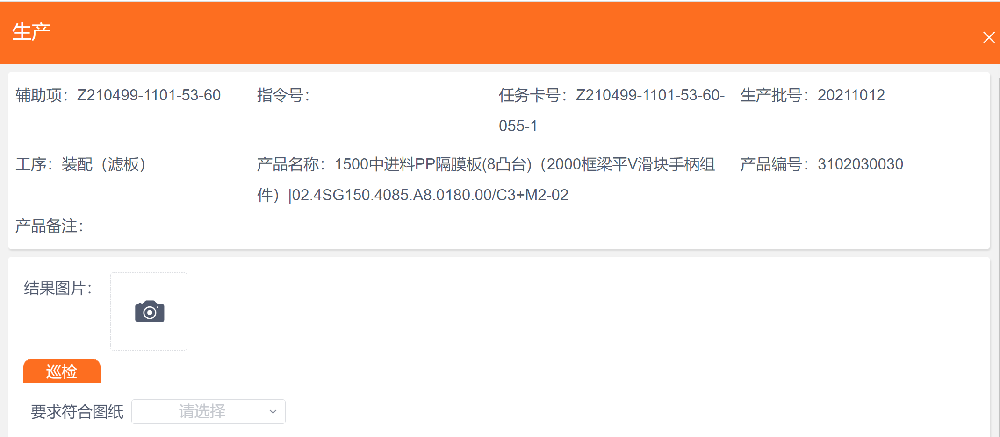 生产
辅助项：Z210499-1101-53-60
指令号：
任务卡号：Z210499-1101-53-60-
055-1
生产批号：20211012
工序：装配（滤板）
产品名称：1500中进料PP隔膜板(8凸台)（2000框梁平V滑块手柄组
件）|02.4SG150.4085.A8.0180.00/C3+M2-02
产品编号：3102030030
产品备注：
结果图片：
巡检
要求符合图纸
请选择